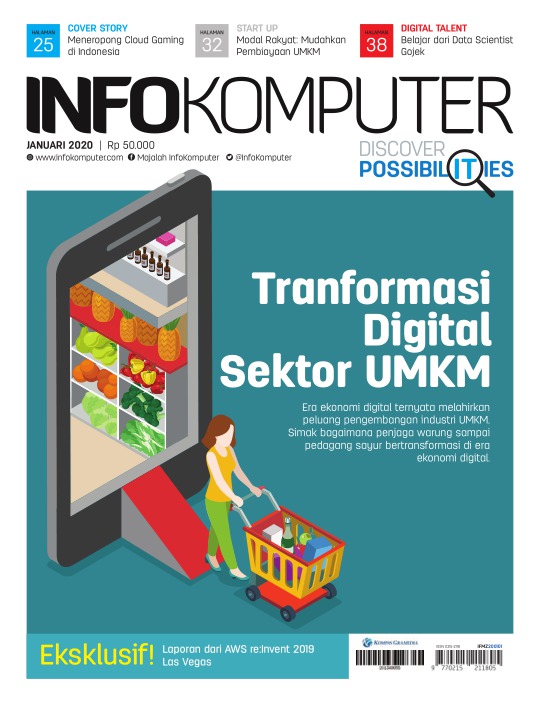 HALAMAN
25
COVER STORY
Meneropong Cloud Gaming
di Indonesia
HALAMAN
32
START UP
Modal Rakyat: Mudahkan
Pembiayaan UMKM
HALAMAN
38
DIGITAL TALENT
Belajar dari Data Scientist
Gojek
INFOKOMPUTER
JANUARI 2020 | Rp 50.000
www.infokomputer.com Majalah InfoKomputer @InfoKomputer
DISCOVER
POSSIBILITIES
Tranformasi
Digital
Sektor UMKM
Era ekonomi digital ternyata melahirkan
peluang pengembangan industri UMKM.
Simak bagaimana penjaga warung sampai
pedagang sayur bertransformasi di era
ekonomi digital.
Eksklusif!
Laporan dari AWS re:Invent 2019
Las Vegas
KOMPAS GRAMEDIA
9 770215 211805